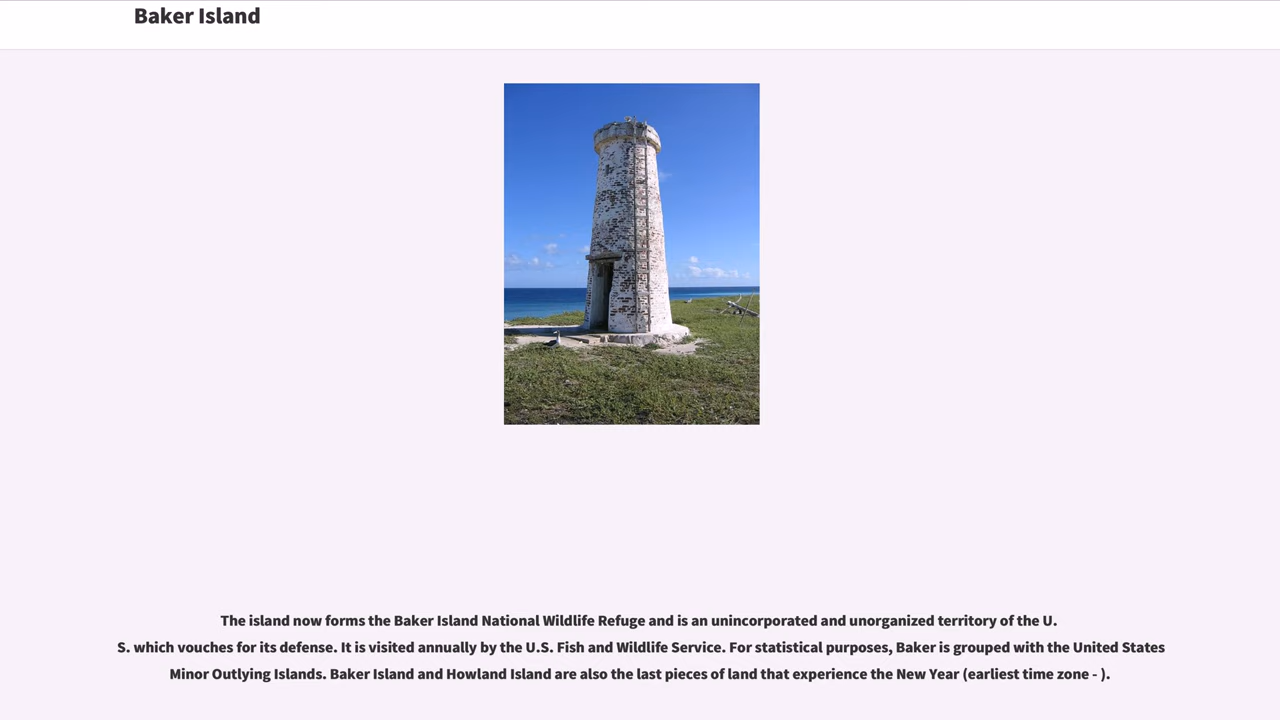 Baker Island
The island now forms the Baker Island National Wildlife Refuge and is an unincorporated and unorganized territory of the U.
S. which vouches for its defense. It is visited annually by the U.S. Fish and Wildlife Service. For statistical purposes, Baker is grouped with the United States
Minor Outlying Islands. Baker Island and Howland Island are also the last pieces of land that experience the New Year (earliest time zone - ).